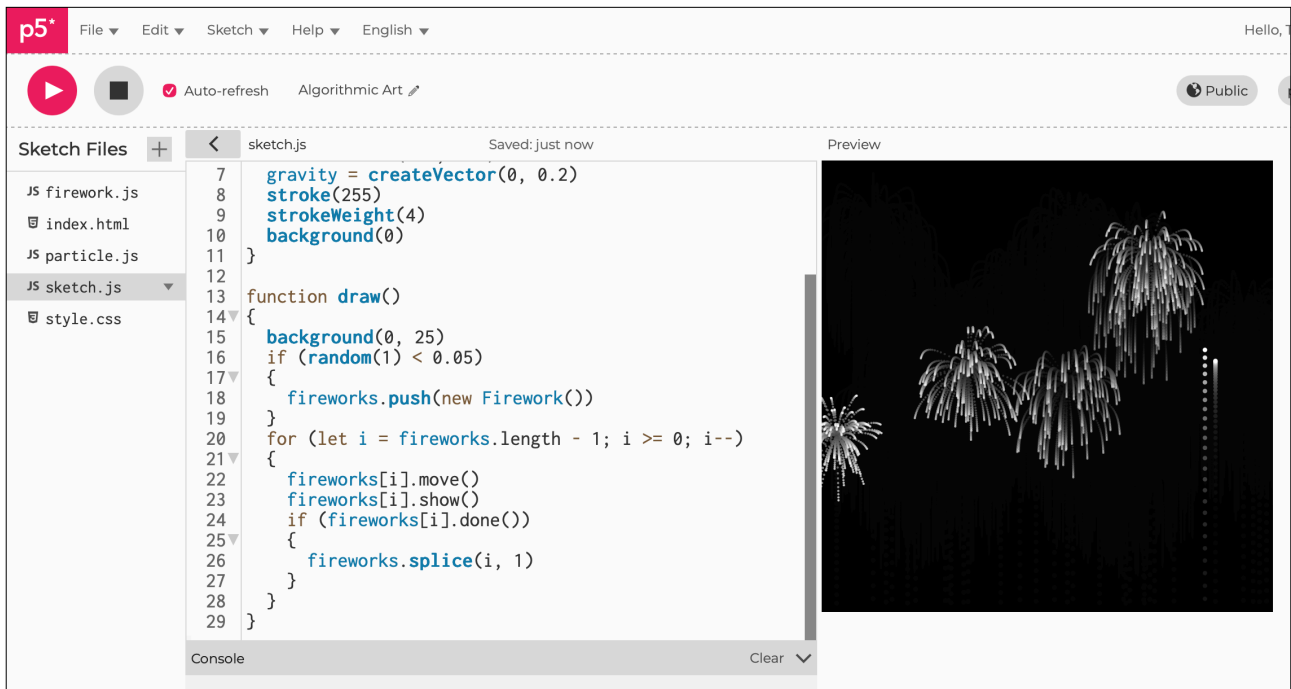 p5*
File
Edit
Sketch
Help
English
Hello,
Auto-refresh
Algorithmic Art
Public
Sketch Files
+
sketch.js
Saved: just now
Preview
JS firework.js
index.html
JS particle.js
JS sketch.js
style.css
7 gravity = createVector(0, 0.2)
8 stroke(255)
9 strokeWeight(4)
10 background(0)
11 }
12
13 function draw()
14 {
15 background(0, 25)
16 if (random(1) < 0.05)
17 {
18 fireworks.push(new Firework())
19 }
20 for (let i = fireworks.length - 1; i >= 0; i--)
21 {
22 fireworks[i].move()
23 fireworks[i].show()
24 if (fireworks[i].done())
25 {
26 fireworks.splice(i, 1)
27 }
28 }
29 }
Console
Clear